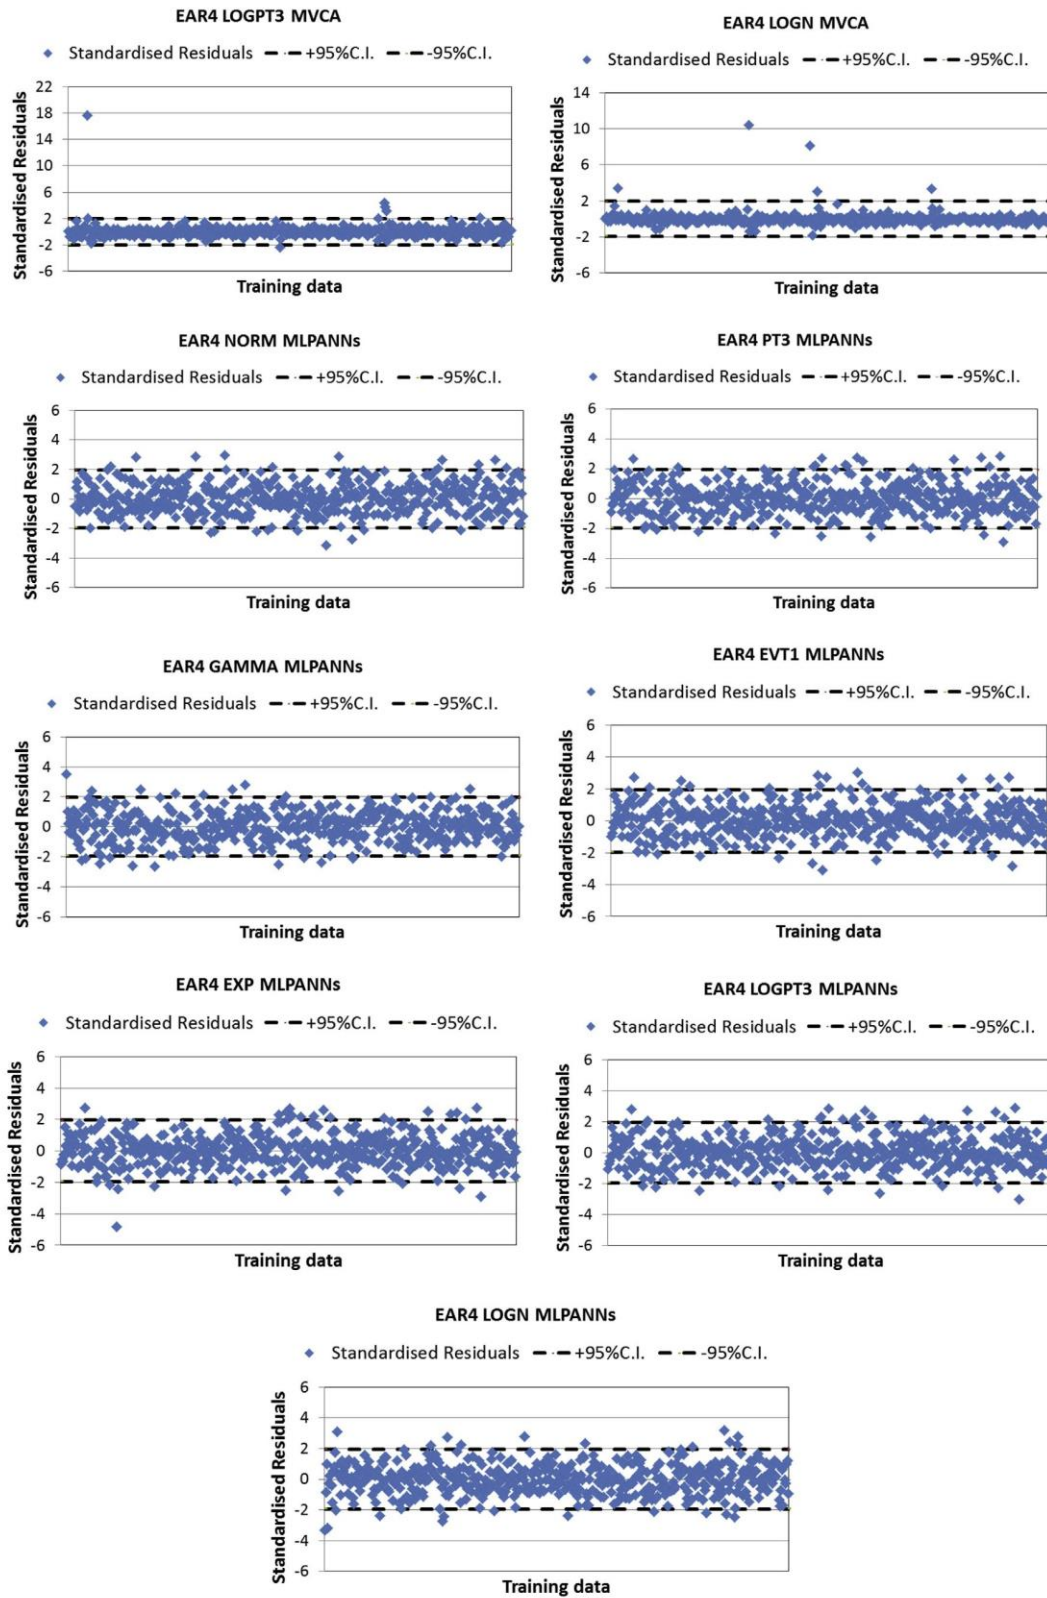 EAR4 LOGPT3 MVCA
Standardised Residuals +95%C.I. -95%C.I.
22
18
14
10
6
2
-2
-6
Standardised Residuals
Training data
EAR4 LOGN MVCA
Standardised Residuals +95%C.I. -95%C.I.
14
10
6
2
-2
-6
Standardised Residuals
Training data
EAR4 NORM MLPANNs
Standardised Residuals +95%C.I. -95%C.I.
6
4
2
0
-2
-4
-6
Standardised Residuals
Training data
EAR4 PT3 MLPANNs
Standardised Residuals +95%C.I. -95%C.I.
6
4
2
0
-2
-4
-6
Standardised Residuals
Training data
EAR4 GAMMA MLPANNs
Standardised Residuals +95%C.I. -95%C.I.
6
4
2
0
-2
-4
-6
Standardised Residuals
Training data
EAR4 EVT1 MLPANNs
Standardised Residuals +95%C.I. -95%C.I.
6
4
2
0
-2
-4
-6
Standardised Residuals
Training data
EAR4 EXP MLPANNs
Standardised Residuals +95%C.I. -95%C.I.
6
4
2
0
-2
-4
-6
Standardised Residuals
Training data
EAR4 LOGPT3 MLPANNs
Standardised Residuals +95%C.I. -95%C.I.
6
4
2
0
-2
-4
-6
Standardised Residuals
Training data
EAR4 LOGN MLPANNs
Standardised Residuals +95%C.I. -95%C.I.
6
4
2
0
-2
-4
-6
Standardised Residuals
Training data